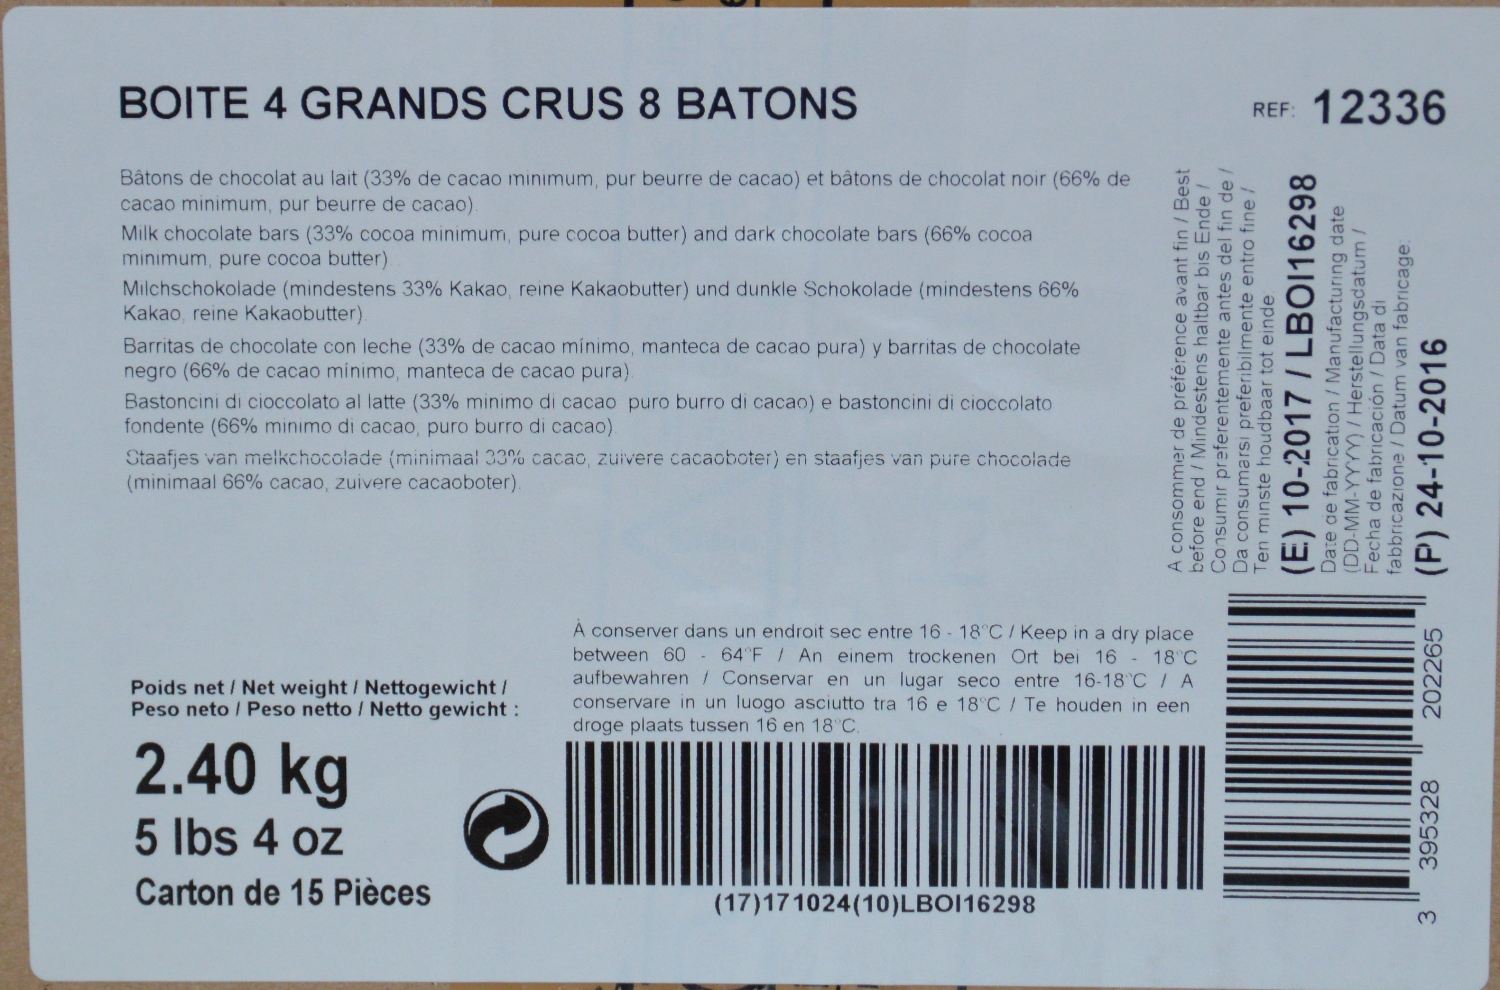 BOITE 4 GRANDS CRUS 8 BATONS
REF: 12336
Bâtons de chocolat au lait (33% de cacao minimum, pur beurre de cacao) et bâtons de chocolat noir (66% de
cacao minimum, pur beurre de cacao).
Milk chocolate bars (33% cocoa minimum, pure cocoa butter) and dark chocolate bars (66% cocoa
minimum, pure cocoa butter)
Milchschokolade (mindestens 33% Kakao, reine Kakaobutter) und dunkle Schokolade (mindestens 66%
Kakao, reine Kakaobutter).
Barritas de chocolate con leche (33% de cacao mínimo, manteca de cacao pura) y barritas de chocolate
negro (66% de cacao mínimo, manteca de cacao pura).
Bastoncini di cioccolato al latte (33% minimo di cacao puro burro di cacao) e bastoncini di cioccolato
fondente (66% minimo di cacao, puro burro di cacao)
Staafjes van melkchocolade (minimaal 33% cacao, zuivere cacaoboter) en staafjes van pure chocolade
(minimaal 66% cacao, zuivere cacaoboter).
A consommer de préférence avant fin / Best
before end / Mindestens haltbar bis Ende /
Consumir preferentemente antes del fin de /
Da consumarsi preferibilmente entro fine /
Ten minste houdbaar tot einde:
(E) 10-2017 / LBOI16298
Date de fabrication / Manufacturing date
(DD-MM-YYYY) / Herstellungsdatum /
Fecha de fabricación / Data di
fabbricazione / Datum van fabricage:
(P) 24-10-2016
À conserver dans un endroit sec entre 16 - 18°C / Keep in a dry place
between 60 - 64°F / An einem trockenen Ort bei 16 - 18°C
aufbewahren / Conservar en un lugar seco entre 16-18°C / A
conservare in un luogo asciutto tra 16 e 18°C / Te houden in een
droge plaats tussen 16 en 18°C.
Poids net / Net weight / Nettogewicht /
Peso neto / Peso netto / Netto gewicht :
2.40 kg
5 lbs 4 oz
Carton de 15 Pièces
(17)171024(10)LBOI16298
3 395328 202265